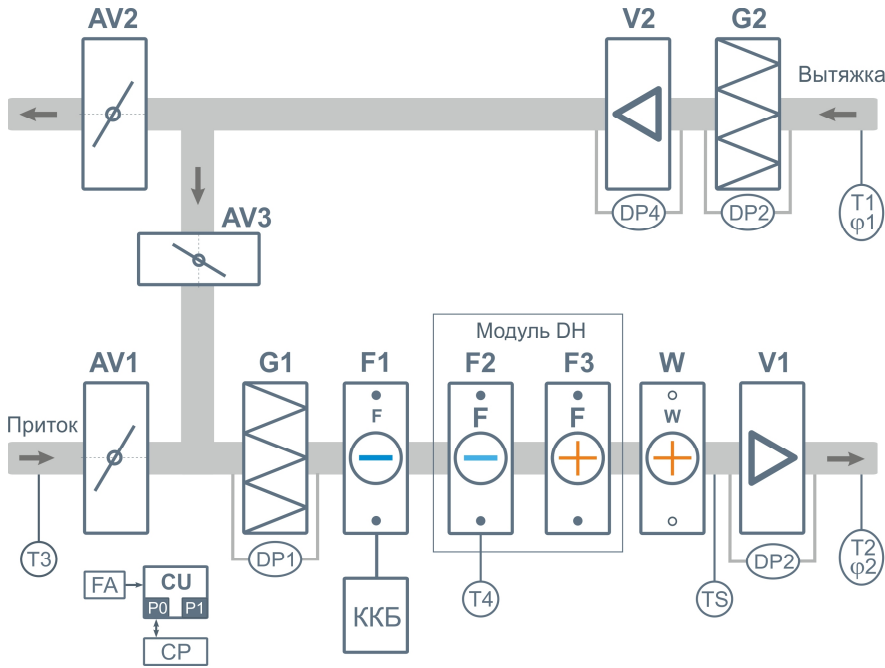 AV2
V2
G2
Вытяжка
DP4
DP2
T1
φ1
AV3
Модуль DH
AV1
G1
F1
F2
F3
W
V1
Приток
F
F
F
W
T3
DP1
DP2
T2
φ2
FA
CU
P0 P1
ККБ
T4
TS
CP